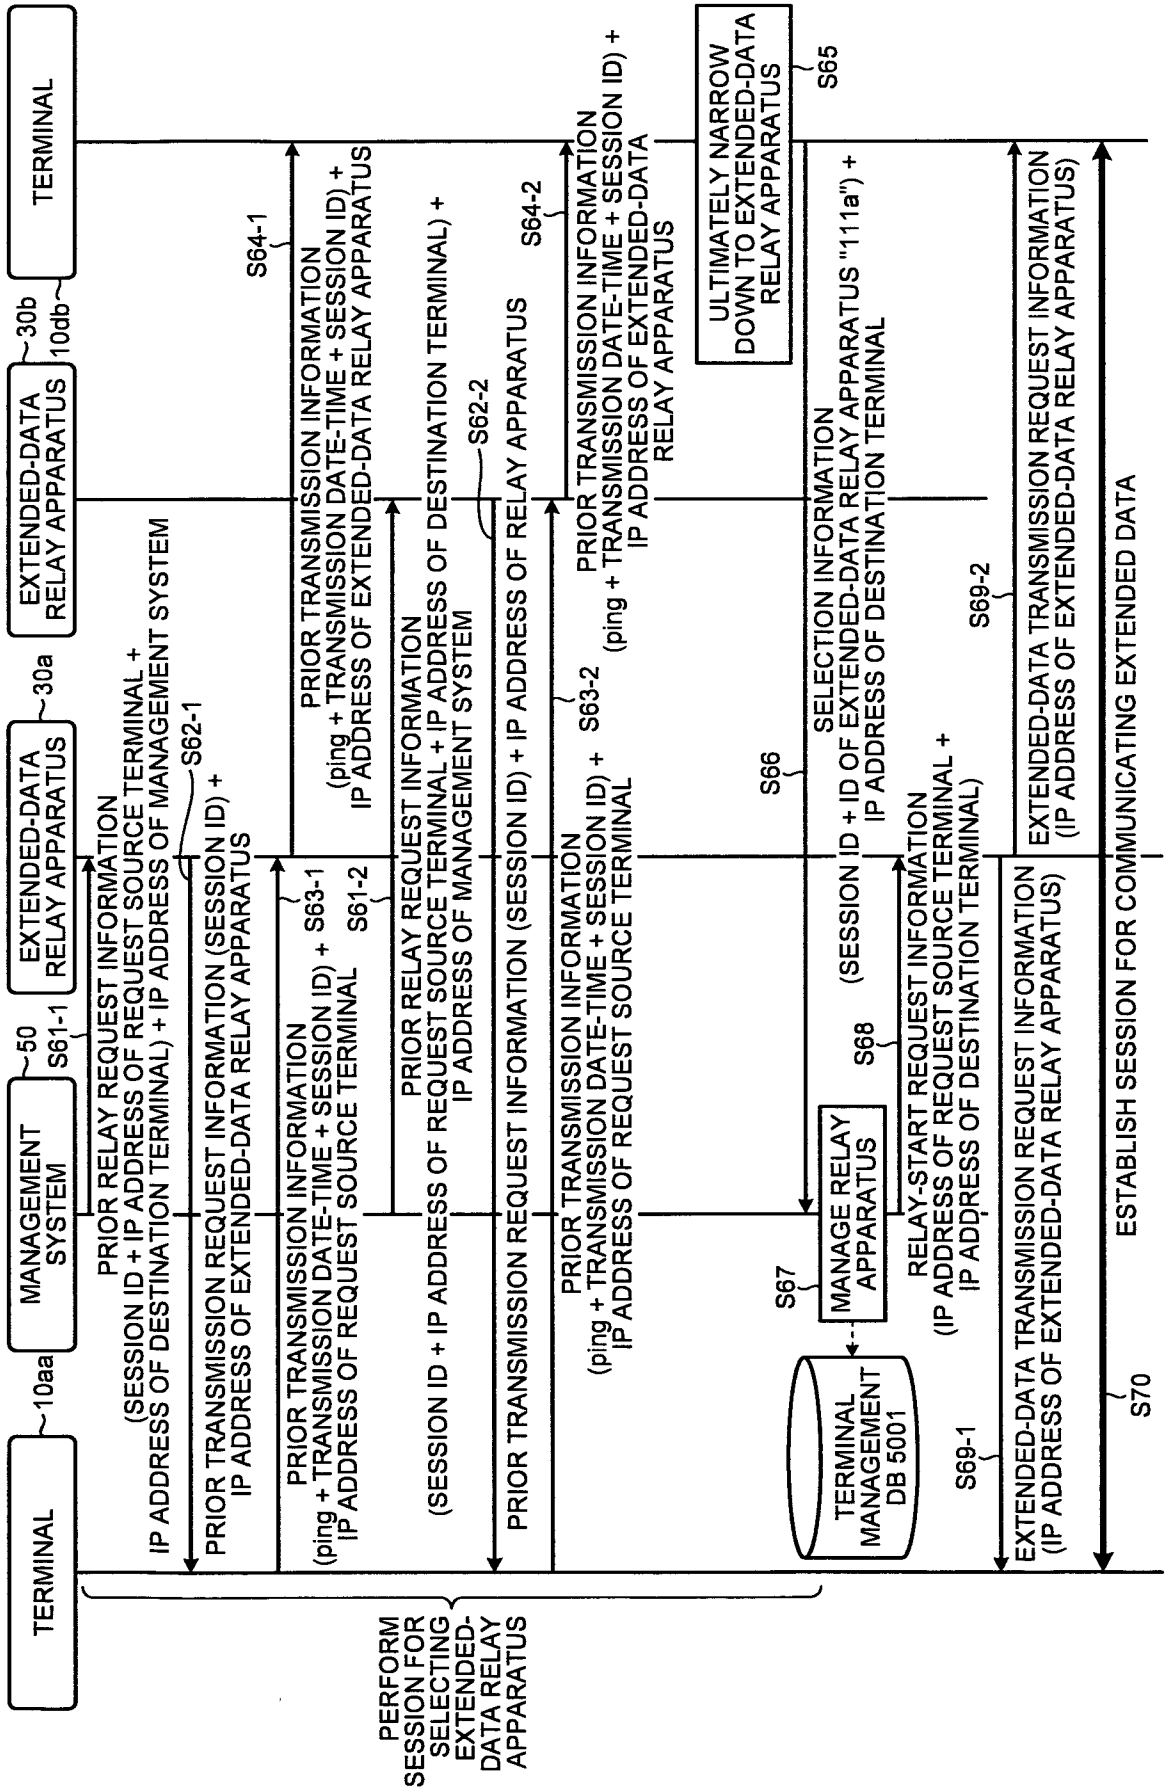 TERMINAL
10aa
MANAGEMENT
SYSTEM
50
EXTENDED-DATA
RELAY APPARATUS
30a
EXTENDED-DATA
RELAY APPARATUS
30b
TERMINAL
10db
S61-1
PRIOR RELAY REQUEST INFORMATION
(SESSION ID + IP ADDRESS OF REQUEST SOURCE TERMINAL +
IP ADDRESS OF DESTINATION TERMINAL) + IP ADDRESS OF MANAGEMENT SYSTEM
S62-1
PRIOR TRANSMISSION REQUEST INFORMATION (SESSION ID) +
IP ADDRESS OF EXTENDED-DATA RELAY APPARATUS
S63-1
PRIOR TRANSMISSION INFORMATION
(ping + TRANSMISSION DATE-TIME + SESSION ID) +
IP ADDRESS OF REQUEST SOURCE TERMINAL
S64-1
PRIOR TRANSMISSION INFORMATION
(ping + TRANSMISSION DATE-TIME + SESSION ID) +
IP ADDRESS OF EXTENDED-DATA RELAY APPARATUS
S61-2
PRIOR RELAY REQUEST INFORMATION
(SESSION ID + IP ADDRESS OF REQUEST SOURCE TERMINAL + IP ADDRESS OF DESTINATION TERMINAL) +
IP ADDRESS OF MANAGEMENT SYSTEM
S62-2
PRIOR TRANSMISSION REQUEST INFORMATION (SESSION ID) + IP ADDRESS OF RELAY APPARATUS
S63-2
PRIOR TRANSMISSION INFORMATION
(ping + TRANSMISSION DATE-TIME + SESSION ID) +
IP ADDRESS OF REQUEST SOURCE TERMINAL
S64-2
PRIOR TRANSMISSION INFORMATION
(ping + TRANSMISSION DATE-TIME + SESSION ID) +
IP ADDRESS OF EXTENDED-DATA
RELAY APPARATUS
PERFORM
SESSION FOR
SELECTING
EXTENDED-
DATA RELAY
APPARATUS
ULTIMATELY NARROW
DOWN TO EXTENDED-DATA
RELAY APPARATUS
S65
S66
SELECTION INFORMATION
(SESSION ID + ID OF EXTENDED-DATA RELAY APPARATUS "111a") +
IP ADDRESS OF DESTINATION TERMINAL
S67
MANAGE RELAY
APPARATUS
TERMINAL
MANAGEMENT
DB 5001
S68
RELAY-START REQUEST INFORMATION
(IP ADDRESS OF REQUEST SOURCE TERMINAL +
IP ADDRESS OF DESTINATION TERMINAL)
S69-1
EXTENDED-DATA TRANSMISSION REQUEST INFORMATION
(IP ADDRESS OF EXTENDED-DATA RELAY APPARATUS)
S69-2
EXTENDED-DATA TRANSMISSION REQUEST INFORMATION
(IP ADDRESS OF EXTENDED-DATA RELAY APPARATUS)
S70
ESTABLISH SESSION FOR COMMUNICATING EXTENDED DATA